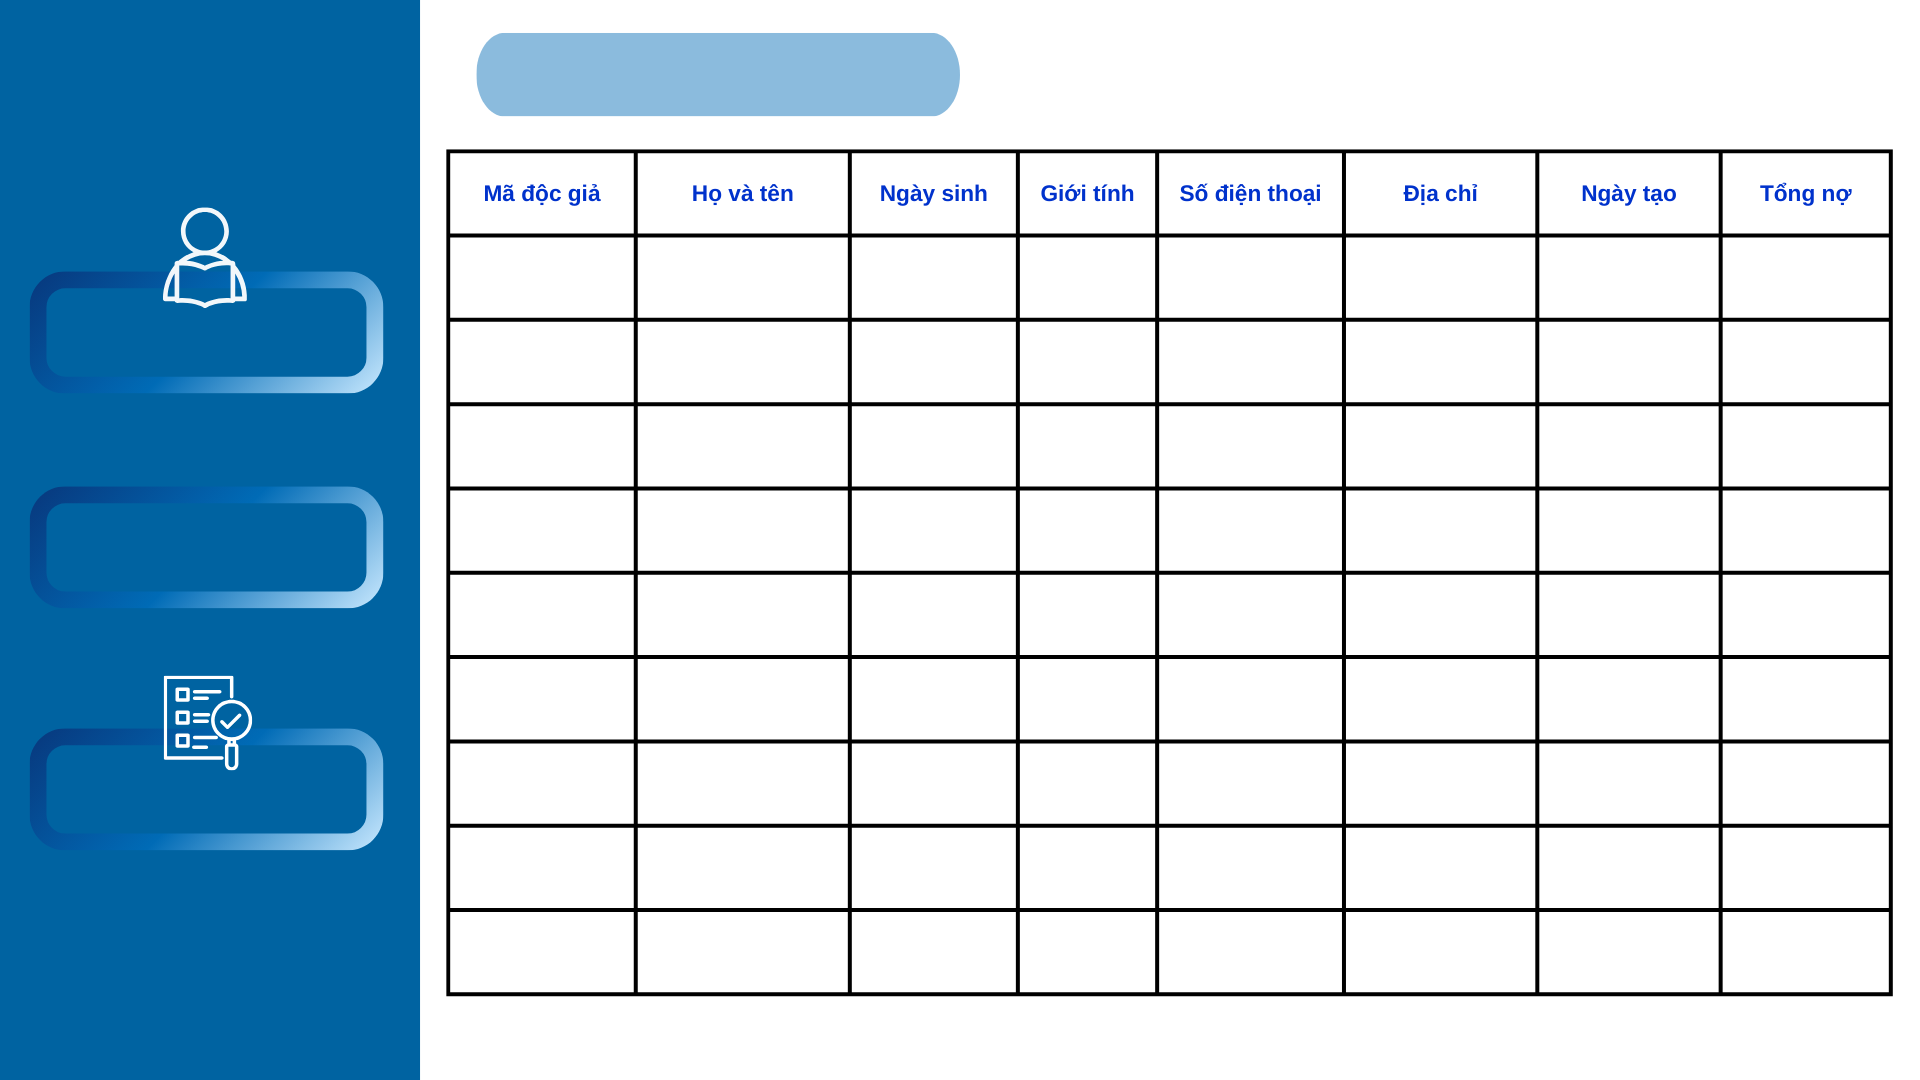 Mã độc giả Họ và tên Ngày sinh Giới tính Số điện thoại Địa chỉ Ngày tạo Tổng nợ